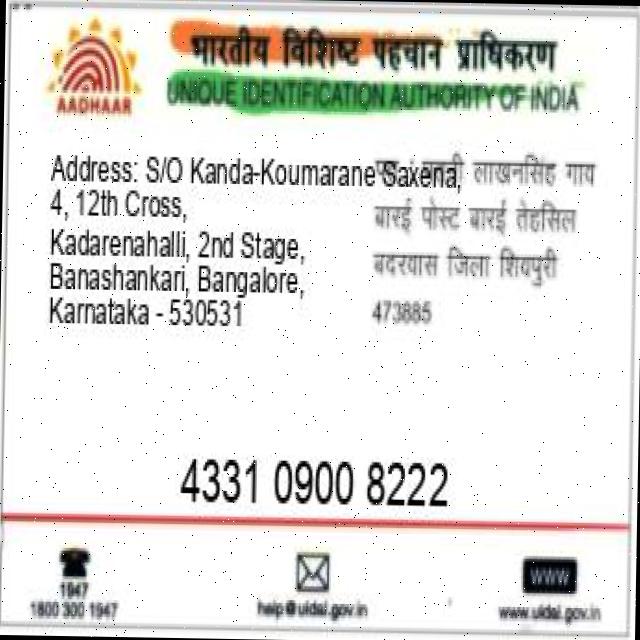 भारतीय विशिष्ट पहचान प्राधिकरण
UNIQUE IDENTIFICATION AUTHORITY OF INDIA
AADHAAR
Address: S/O Kanda-Koumarane Saxena,
4, 12th Cross,
Kadarenahalli, 2nd Stage,
Banashankari, Bangalore,
Karnataka - 530531
लाखनसिंह गाय
बारई पोस्ट बारई तेहसिल
बदरवास जिला शिवपुरी
473885
4331 0900 8222
1947
1800 300 1947
help@uidai.gov.in
www
www.uidai.gov.in